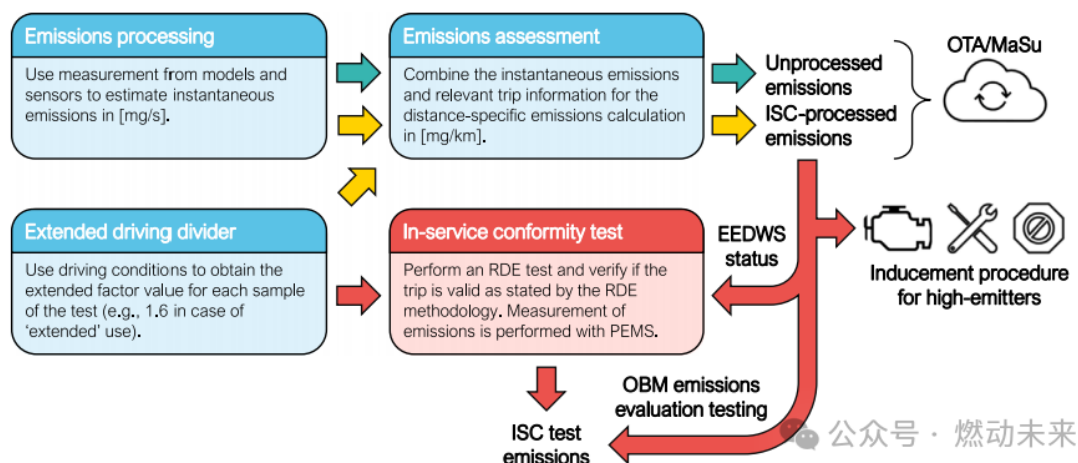 Emissions processing
Use measurement from models and
sensors to estimate instantaneous
emissions in [mg/s].
Emissions assessment
Combine the instantaneous emissions
and relevant trip information for the
distance-specific emissions calculation
in [mg/km].
Unprocessed
emissions
ISC-processed
emissions
OTA/MaSu
Extended driving divider
Use driving conditions to obtain the
extended factor value for each sample
of the test (e.g., 1.6 in case of
'extended' use).
In-service conformity test
Perform an RDE test and verify if the
trip is valid as stated by the RDE
methodology. Measurement of
emissions is performed with PEMS.
EEDWS
status
Inducement procedure
for high-emitters
OBM emissions
evaluation testing
ISC test
emissions
公众号 · 燃动未来